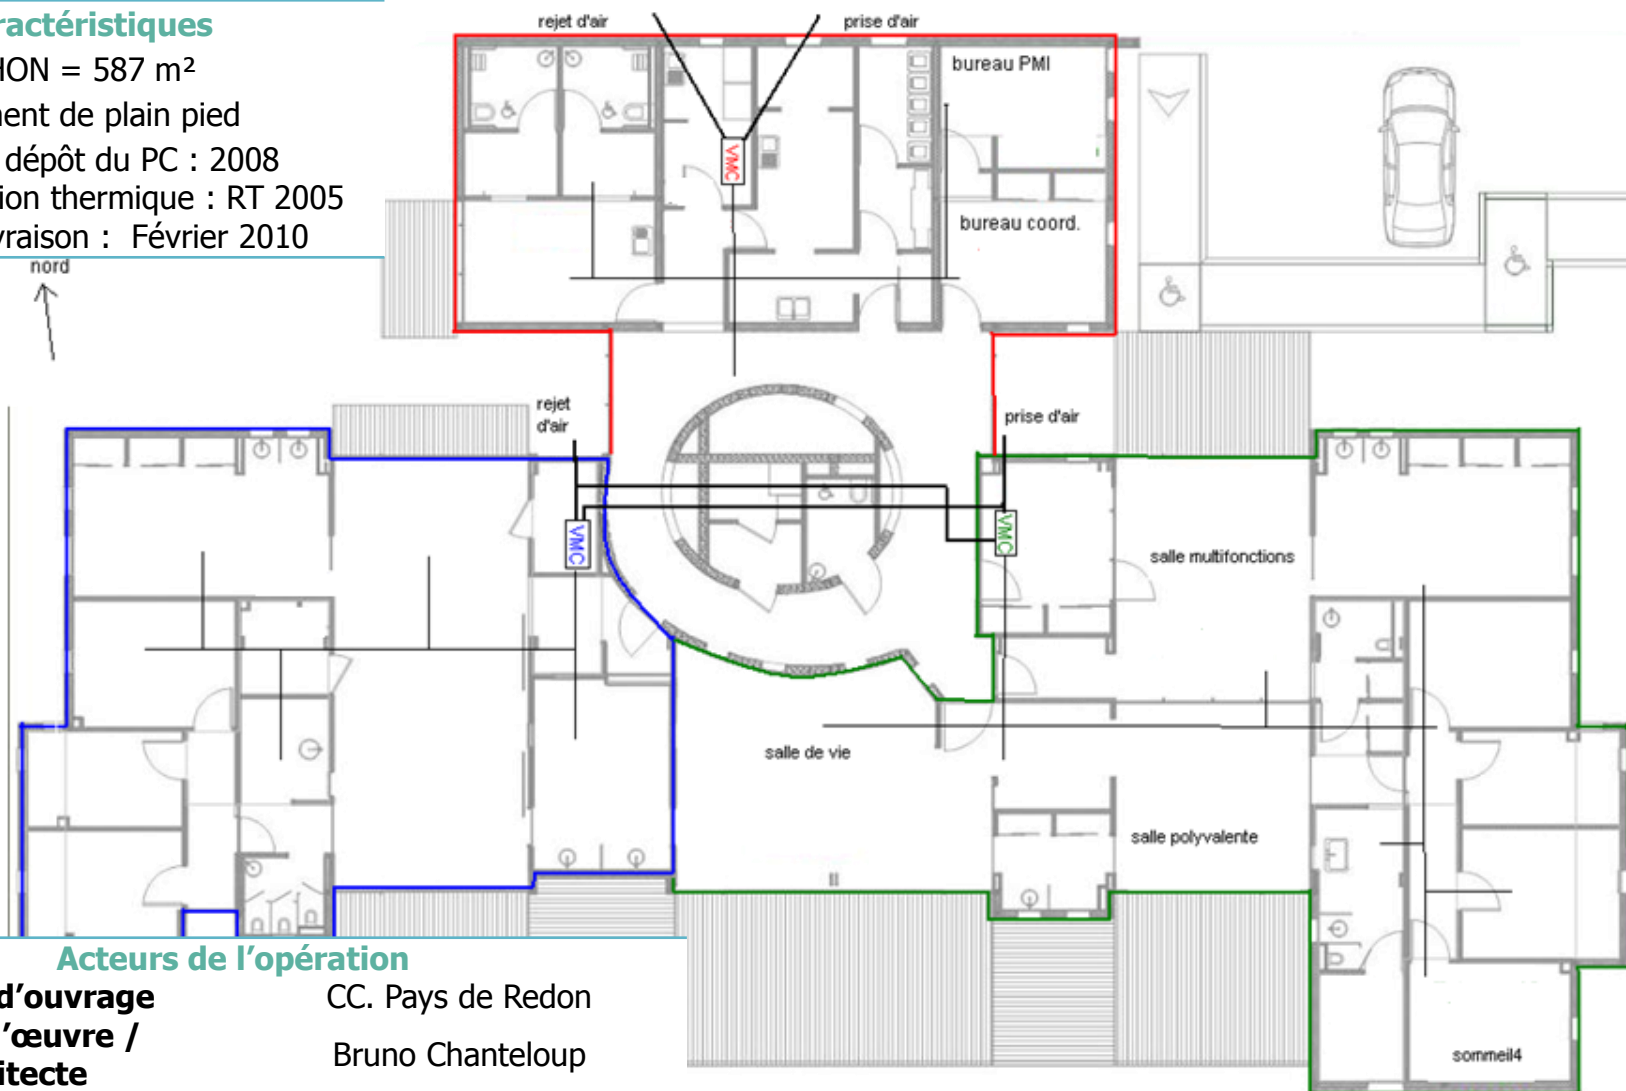 ractéristiques
HON = 587 m²
nent de plain pied
dépôt du PC : 2008
ion thermique : RT 2005
vraison : Février 2010
nord
rejet d'air
prise d'air
bureau PMI
VMC
bureau coord.
rejet
d'air
prise d'air
VMC
VMC
salle multifonctions
salle de vie
salle polyvalente
sommeil4
Acteurs de l'opération
d'ouvrage CC. Pays de Redon
'œuvre /
itecte
Bruno Chanteloup